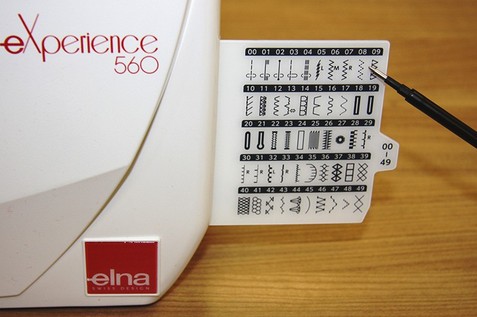 eXperience
560
00 01 02 03 04 05 06 07 08 09
L M R
10 11 12 13 14 15 16 17 18 19
20 21 22 23 24 25 26 27 28 29
30 31 32 33 34 35 36 37 38 39
40 41 42 43 44 45 46 47 48 49
00
–
49
elna
SWISS DESIGN